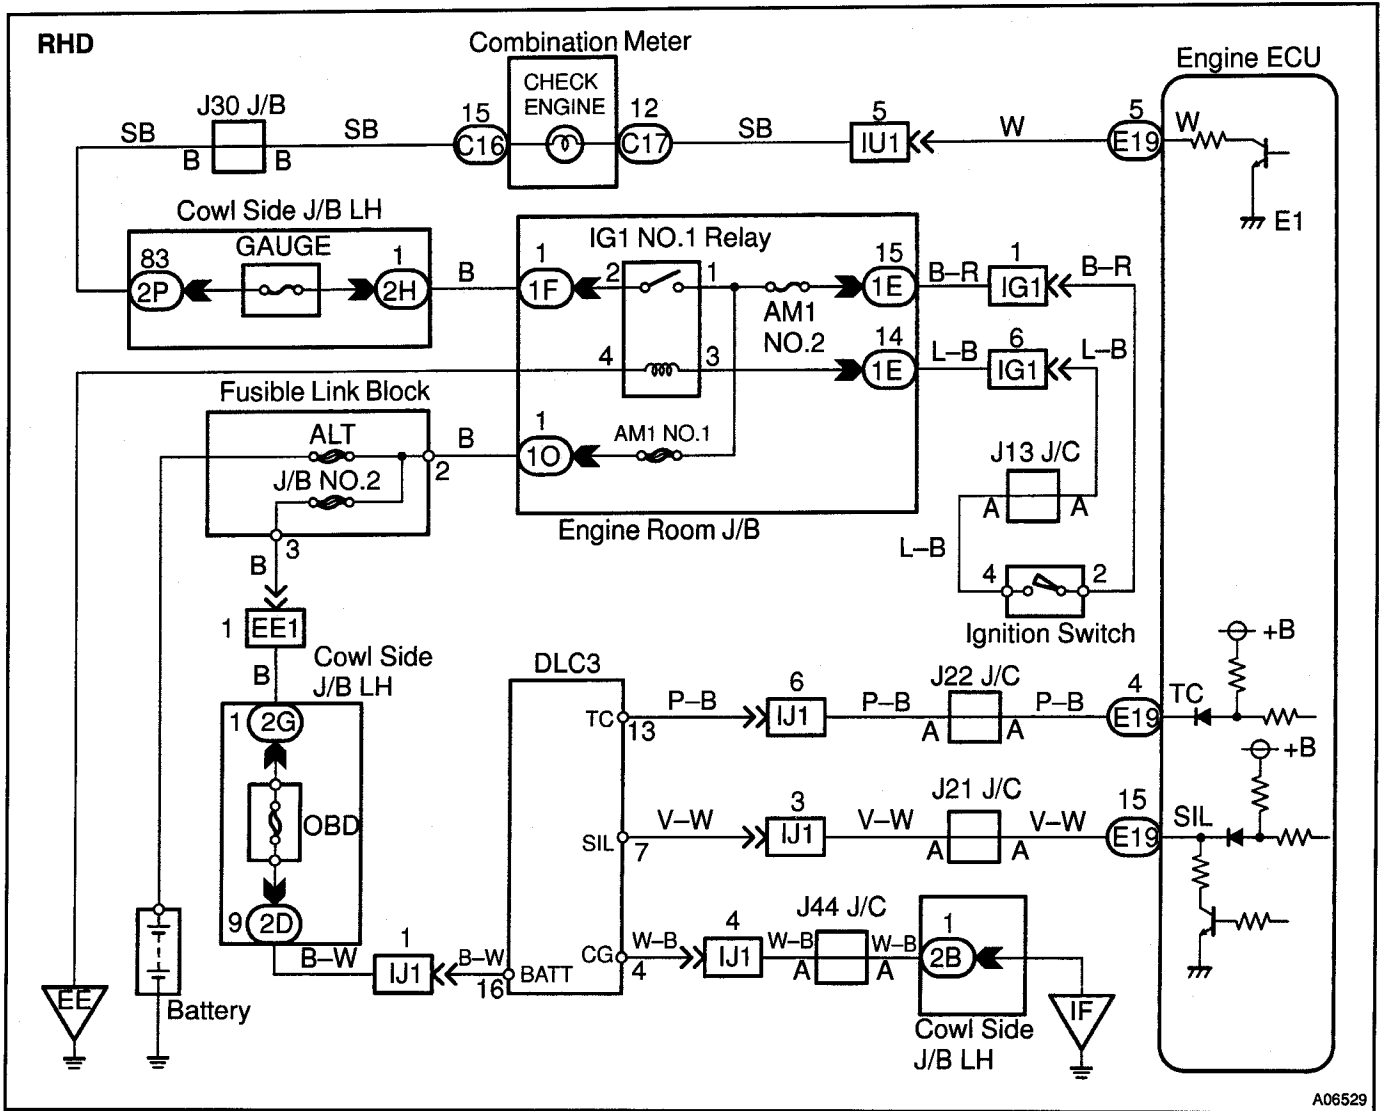 RHD
Combination Meter
Engine ECU
CHECK
ENGINE
J30 J/B
SB
B
B
SB
15
C16
12
C17
SB
5
IU1
W
5
E19
W
E1
Cowl Side J/B LH
GAUGE
83
2P
1
2H
B
IG1 NO.1 Relay
1
1F
2
1
AM1
NO.2
15
1E
B–R
1
IG1
B–R
4
3
14
1E
L–B
6
IG1
L–B
Fusible Link Block
ALT
J/B NO.2
2
B
1
1O
AM1 NO.1
Engine Room J/B
J13 J/C
A
A
L–B
4
2
Ignition Switch
3
B
1
EE1
B
Cowl Side
J/B LH
1
2G
OBD
9
2D
B–W
1
IJ1
B–W
16
BATT
DLC3
TC
13
P–B
6
IJ1
P–B
J22 J/C
A
A
P–B
4
E19
TC
+B
SIL
7
V–W
3
IJ1
V–W
J21 J/C
A
A
V–W
15
E19
SIL
+B
CG
4
W–B
4
IJ1
W–B
J44 J/C
A
A
W–B
1
2B
Cowl Side
J/B LH
IF
EE
Battery
A06529